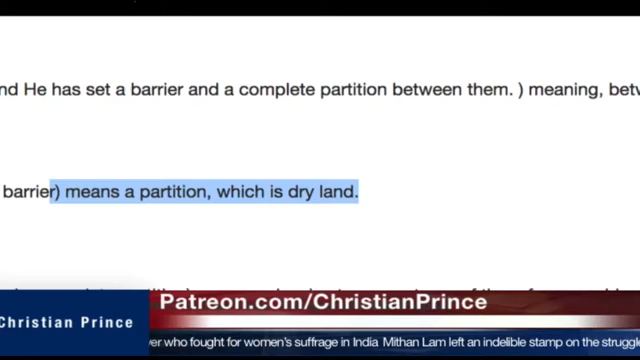 nd He has set a barrier and a complete partition between them. ) meaning, betw
barrier) means a partition, which is dry land.
Patreon.com/ChristianPrince
Christian Prince
yer who fought for women's suffrage in India Mithan Lam left an indelible stamp on the struggle